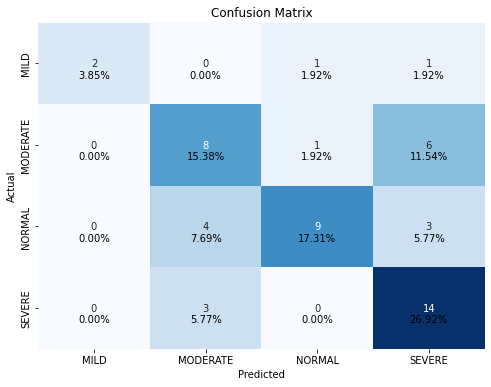 Confusion Matrix
Actual
MILD
2
3.85%
0
0.00%
1
1.92%
1
1.92%
MODERATE
0
0.00%
8
15.38%
1
1.92%
6
11.54%
NORMAL
0
0.00%
4
7.69%
9
17.31%
3
5.77%
SEVERE
0
0.00%
3
5.77%
0
0.00%
14
26.92%
MILD
MODERATE
NORMAL
SEVERE
Predicted